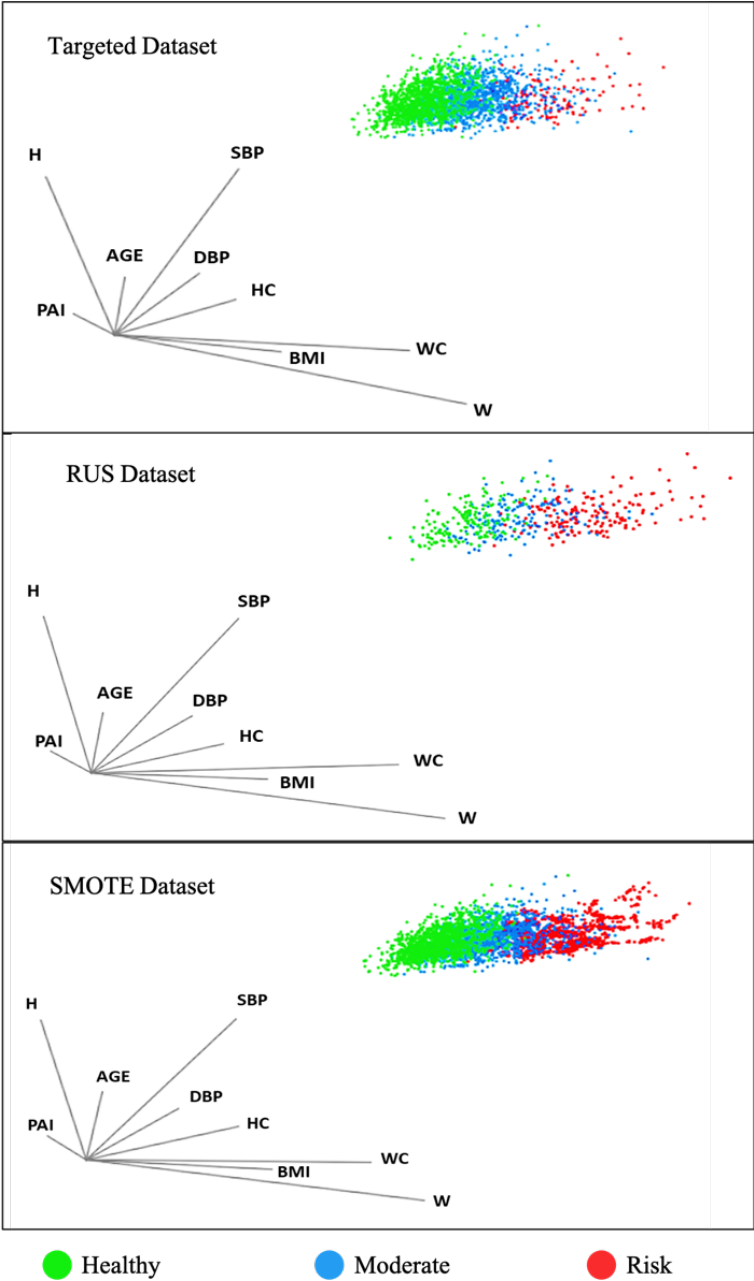 Targeted Dataset
H
SBP
AGE
DBP
PAI
HC
WC
BMI
W
RUS Dataset
H
SBP
AGE
DBP
PAI
HC
WC
BMI
W
SMOTE Dataset
H
SBP
AGE
DBP
PAI
HC
WC
BMI
W
Healthy Moderate Risk